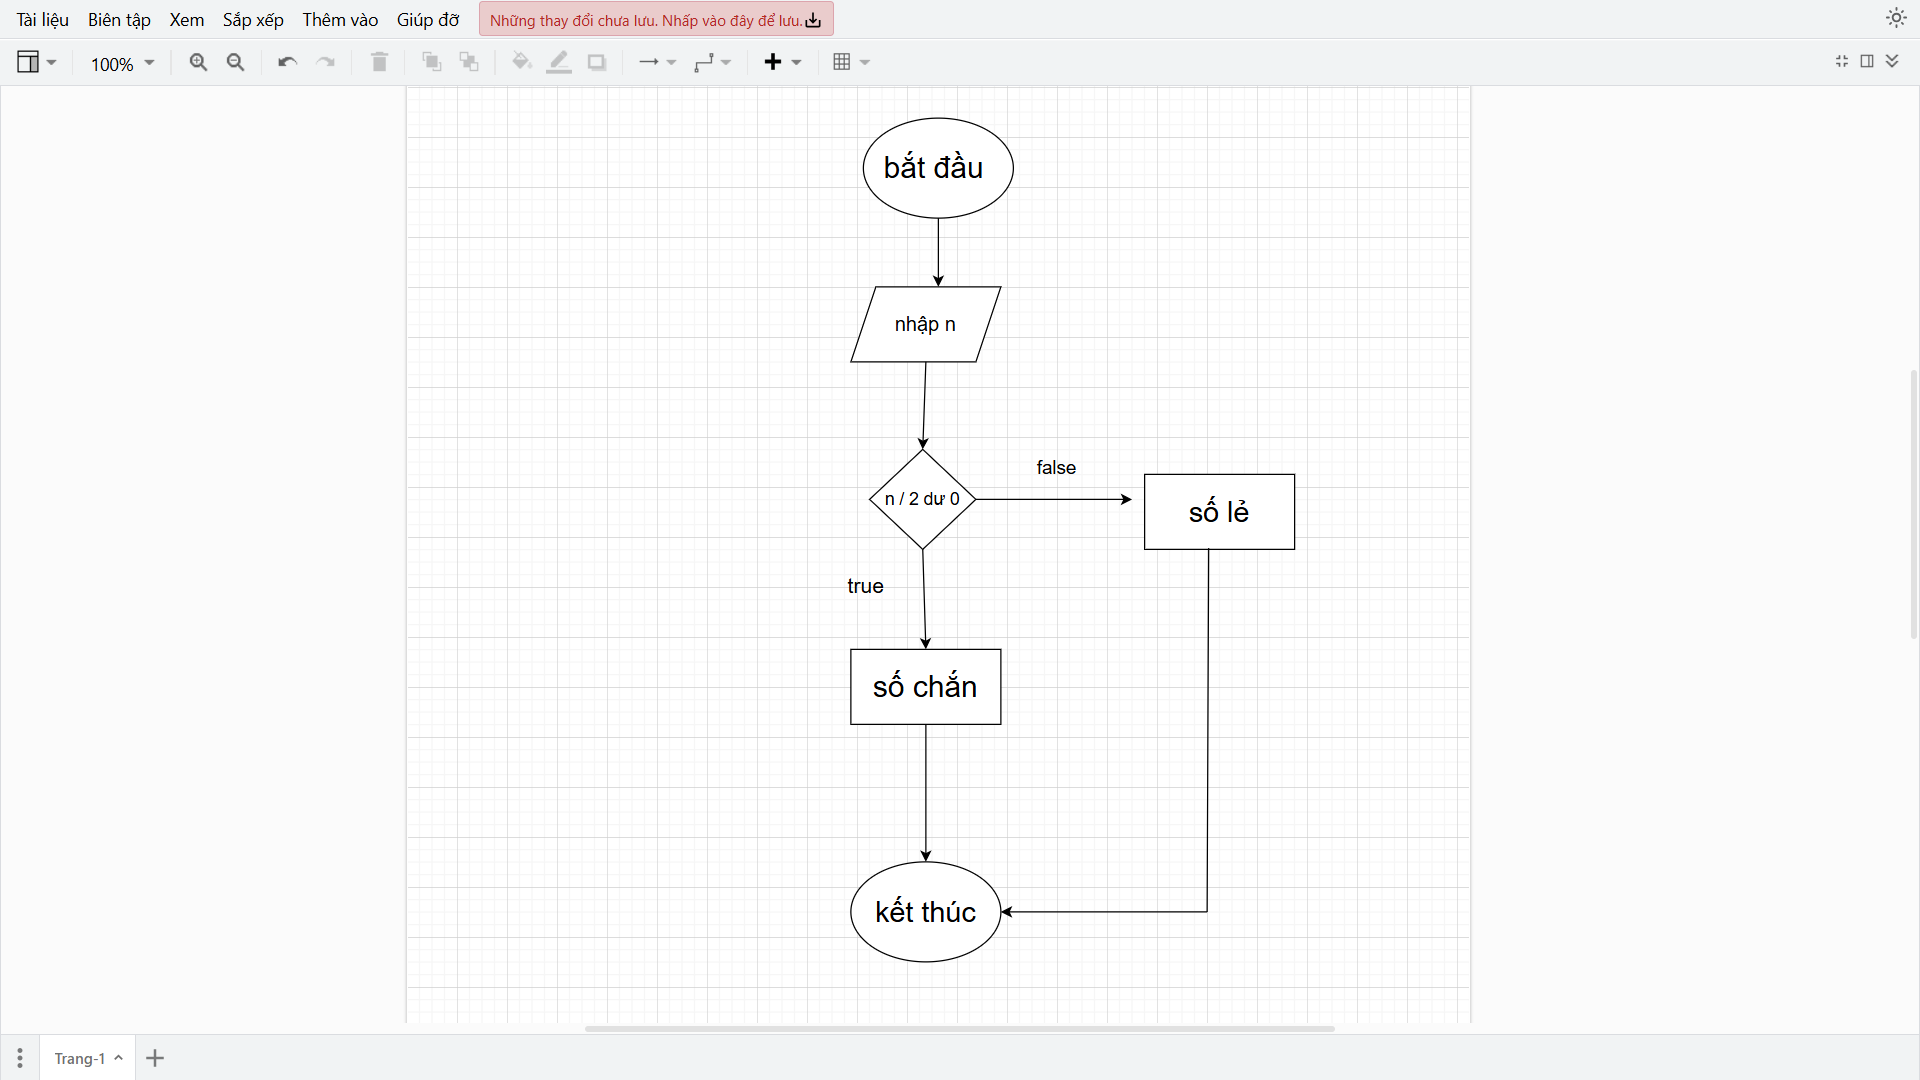 Tài liệu Biên tập Xem Sắp xếp Thêm vào Giúp đỡ Những thay đổi chưa lưu. Nhấp vào đây để lưu.
100%
bắt đầu
nhập n
false
n / 2 dư 0
số lẻ
true
số chắn
kết thúc
Trang-1